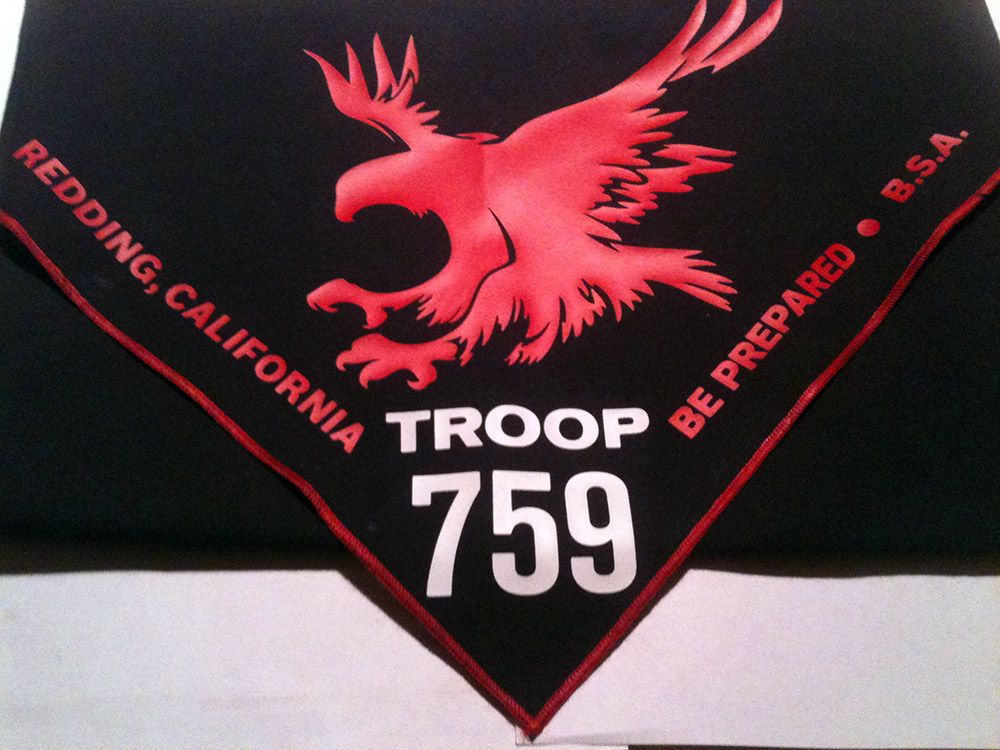 REDDING, CALIFORNIA
TROOP
759
BE PREPARED • B.S.A.